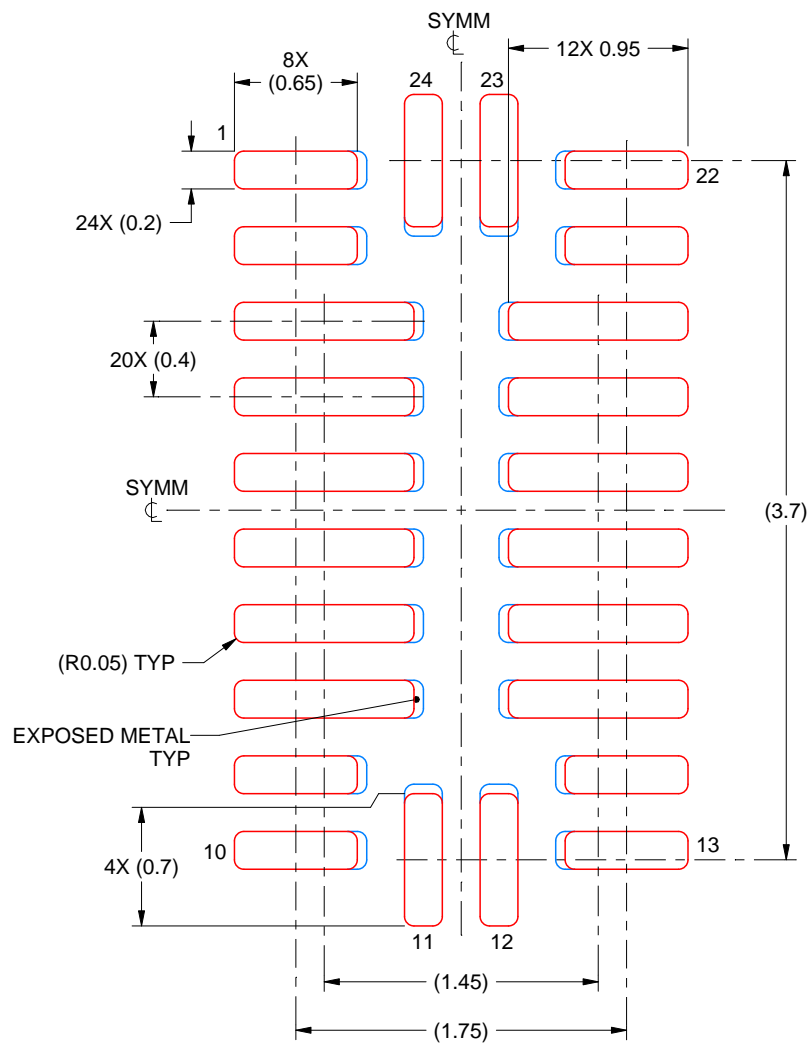 SYMM
℄
8X
(0.65)
24
23
12X 0.95
1
22
24X (0.2)
20X (0.4)
SYMM
℄
(3.7)
(R0.05) TYP
EXPOSED METAL
TYP
10
13
4X (0.7)
11
12
(1.45)
(1.75)